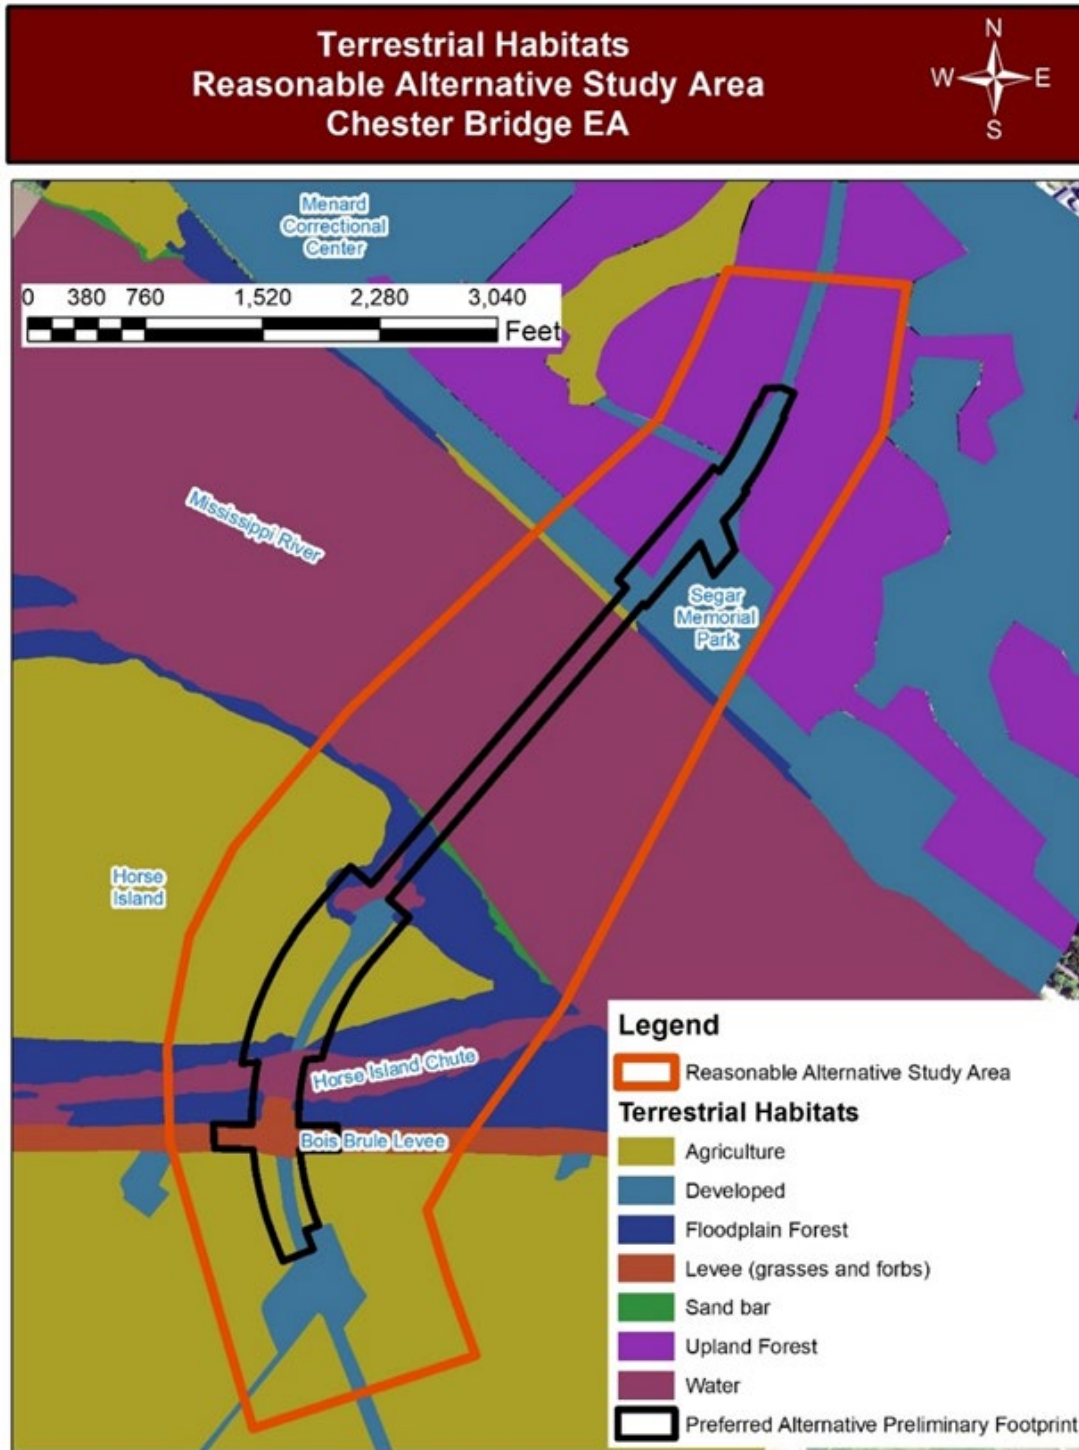 Terrestrial Habitats
Reasonable Alternative Study Area
Chester Bridge EA
N
W
E
S
Menard
Correctional
Center
0 380 760 1,520 2,280 3,040
Feet
Mississippi River
Segar
Memorial
Park
Horse
Island
Horse Island Chute
Bois Brule Levee
Legend
Reasonable Alternative Study Area
Terrestrial Habitats
Agriculture
Developed
Floodplain Forest
Levee (grasses and forbs)
Sand bar
Upland Forest
Water
Preferred Alternative Preliminary Footprint